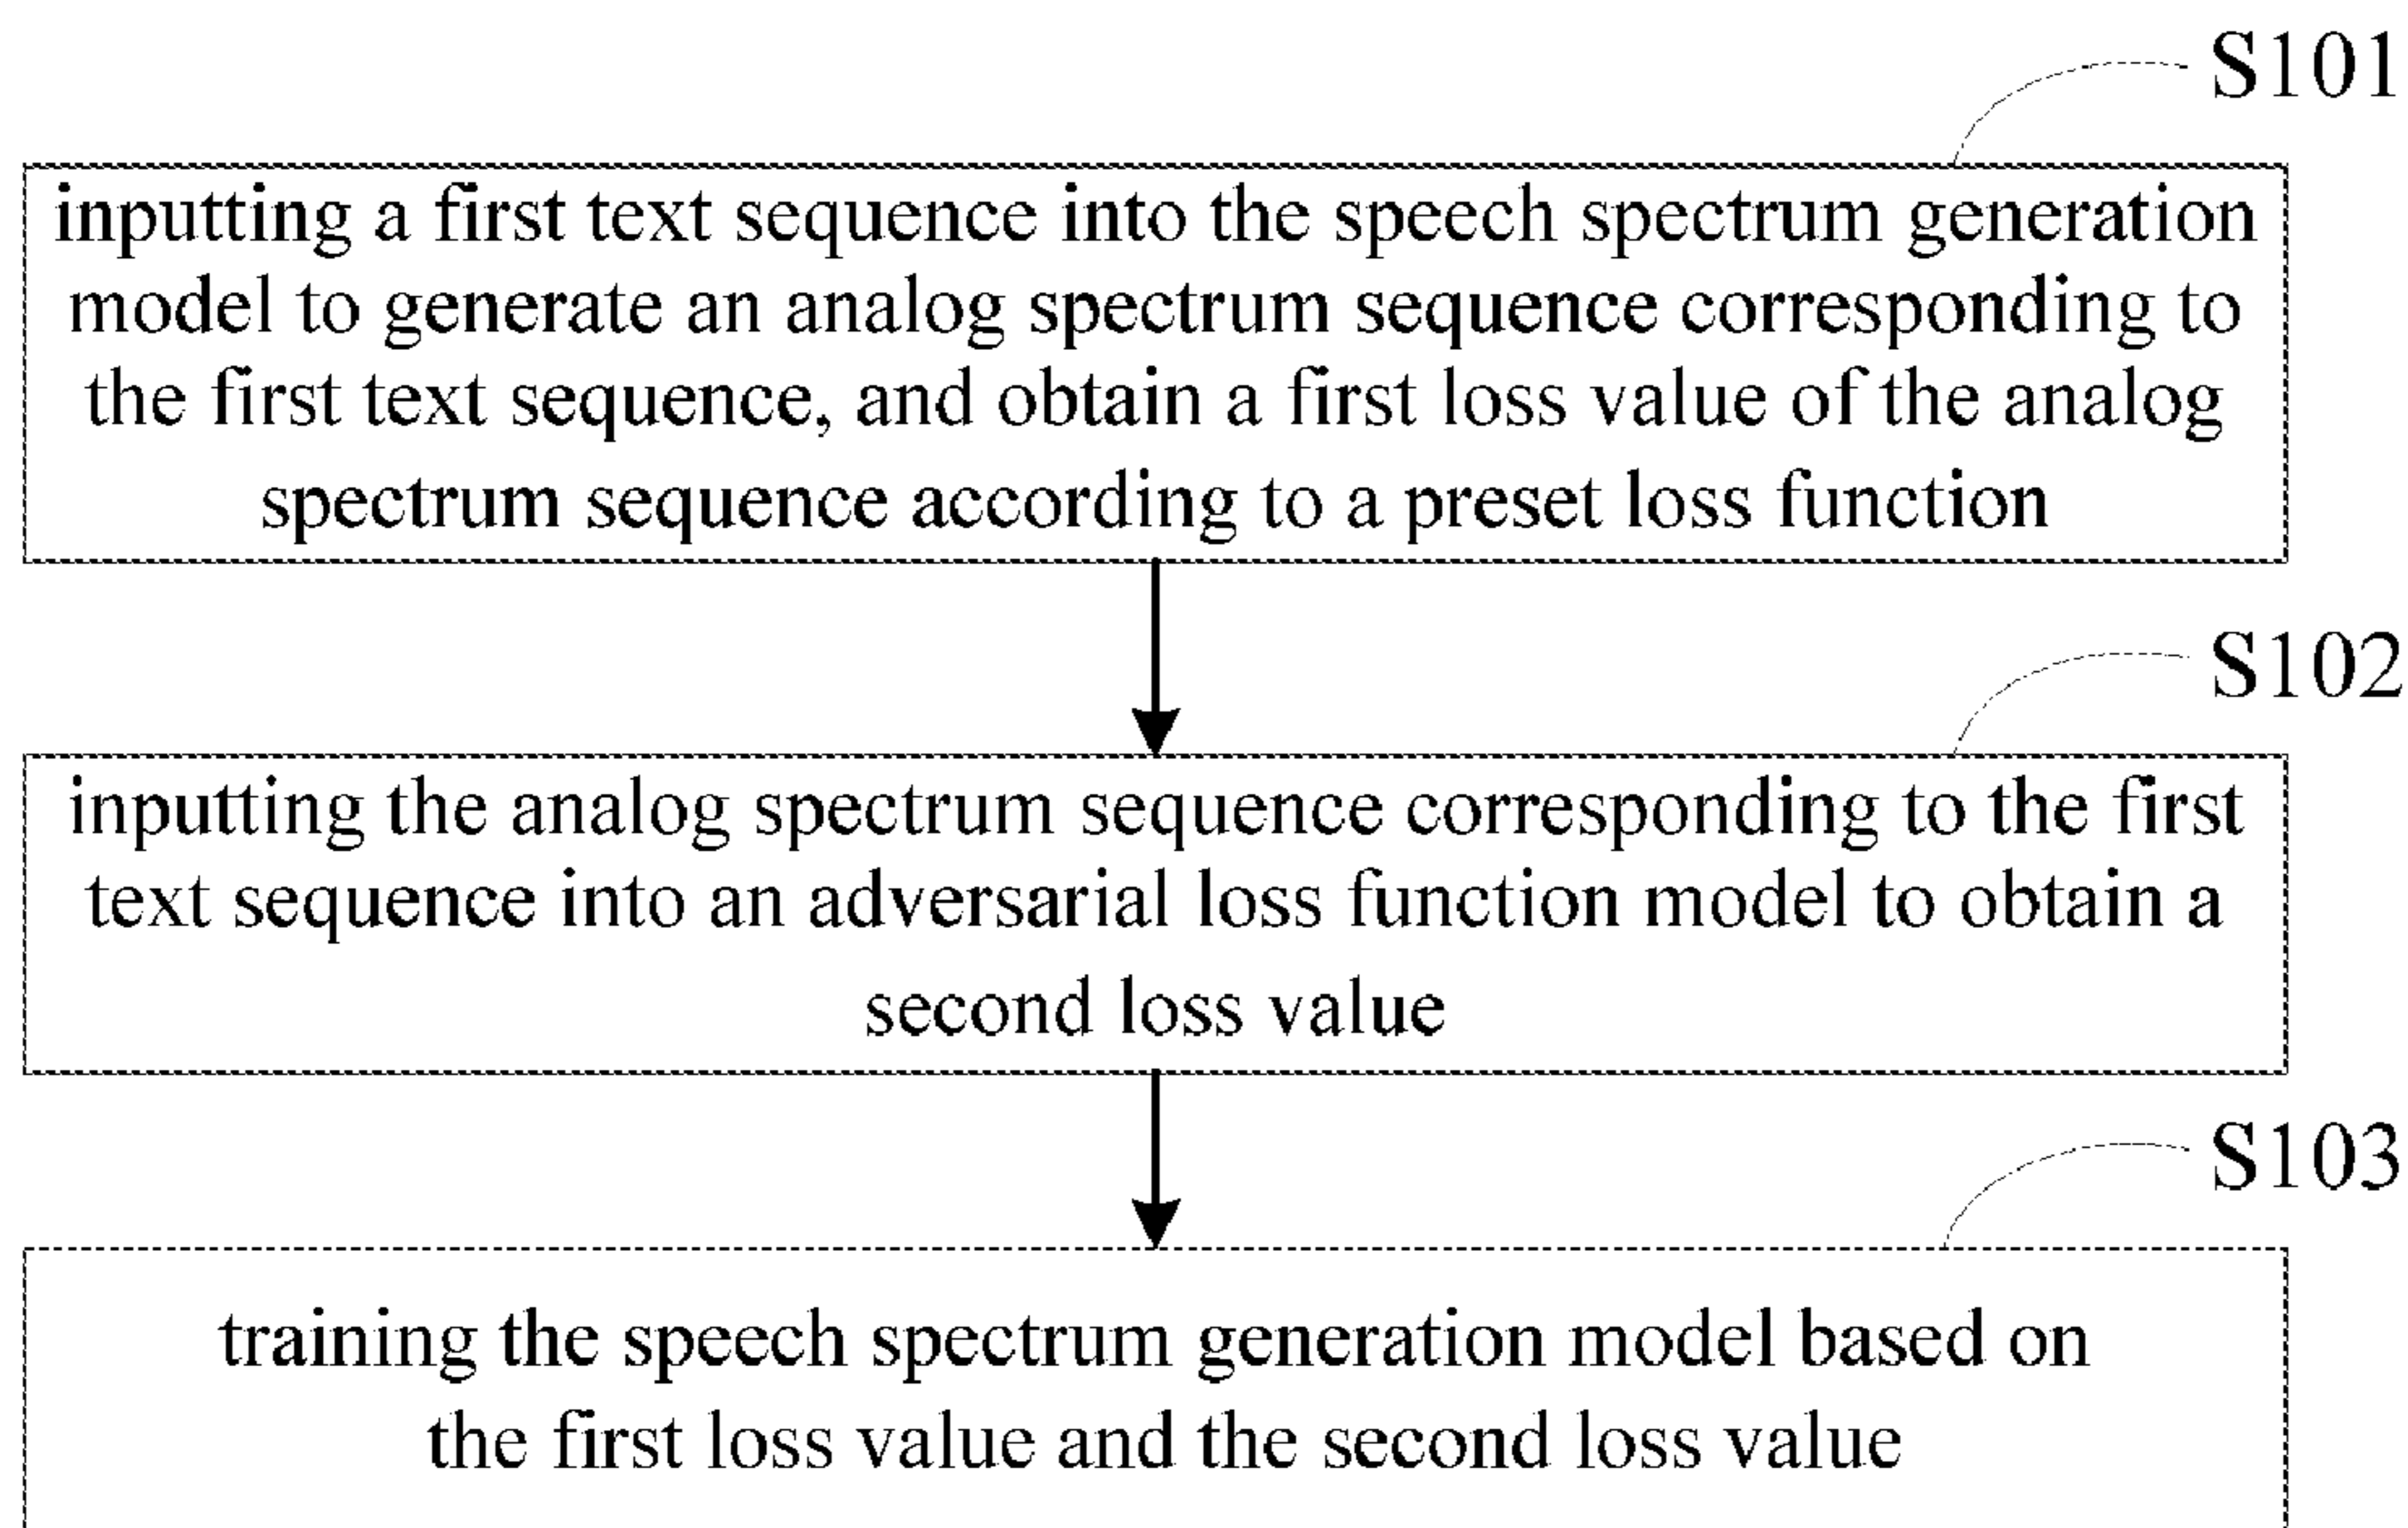 S101
inputting a first text sequence into the speech spectrum generation
model to generate an analog spectrum sequence corresponding to
the first text sequence, and obtain a first loss value of the analog
spectrum sequence according to a preset loss function
S102
inputting the analog spectrum sequence corresponding to the first
text sequence into an adversarial loss function model to obtain a
second loss value
S103
training the speech spectrum generation model based on
the first loss value and the second loss value